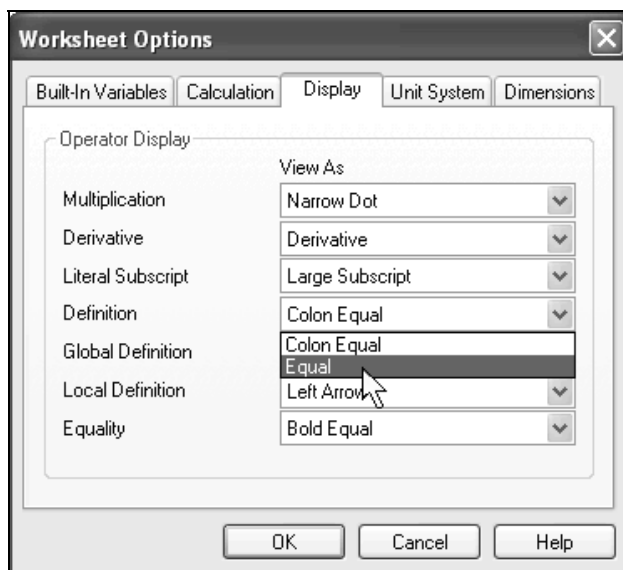 Worksheet Options
Built-In Variables Calculation Display Unit System Dimensions
Operator Display
View As
Multiplication Narrow Dot
Derivative Derivative
Literal Subscript Large Subscript
Definition Colon Equal
Colon Equal
Global Definition
Equal
Local Definition Left Arrow
Equality Bold Equal
OK Cancel Help